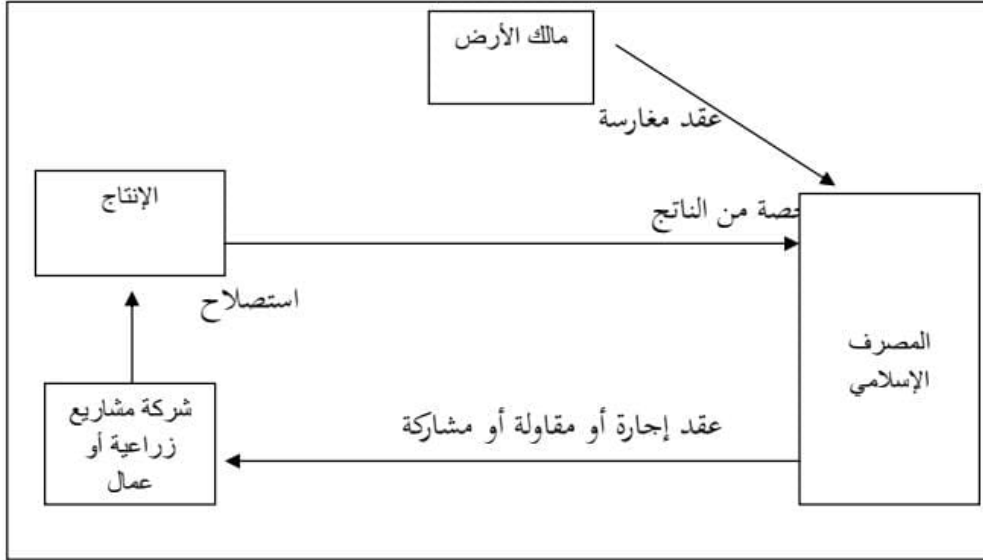 مالك الأرض
عقد مغارسة
الإنتاج
حصة من الناتج
استصلاح
المصرف
الإسلامي
شركة مشاريع
زراعية أو
عمال
عقد إجارة أو مقاولة أو مشاركة